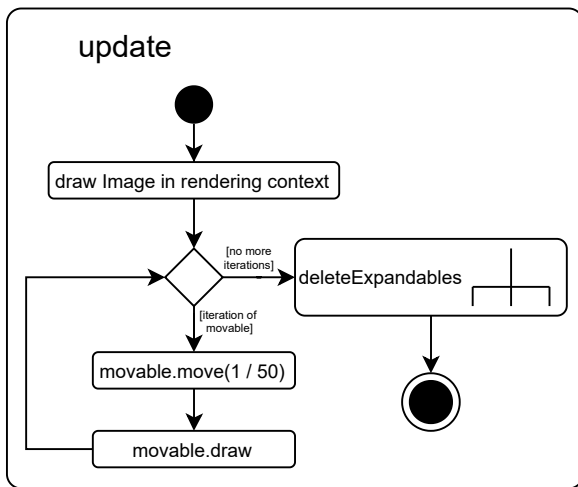 update
draw Image in rendering context
[no more
iterations]
deleteExpandables
[iteration of
movable]
movable.move(1 / 50)
movable.draw